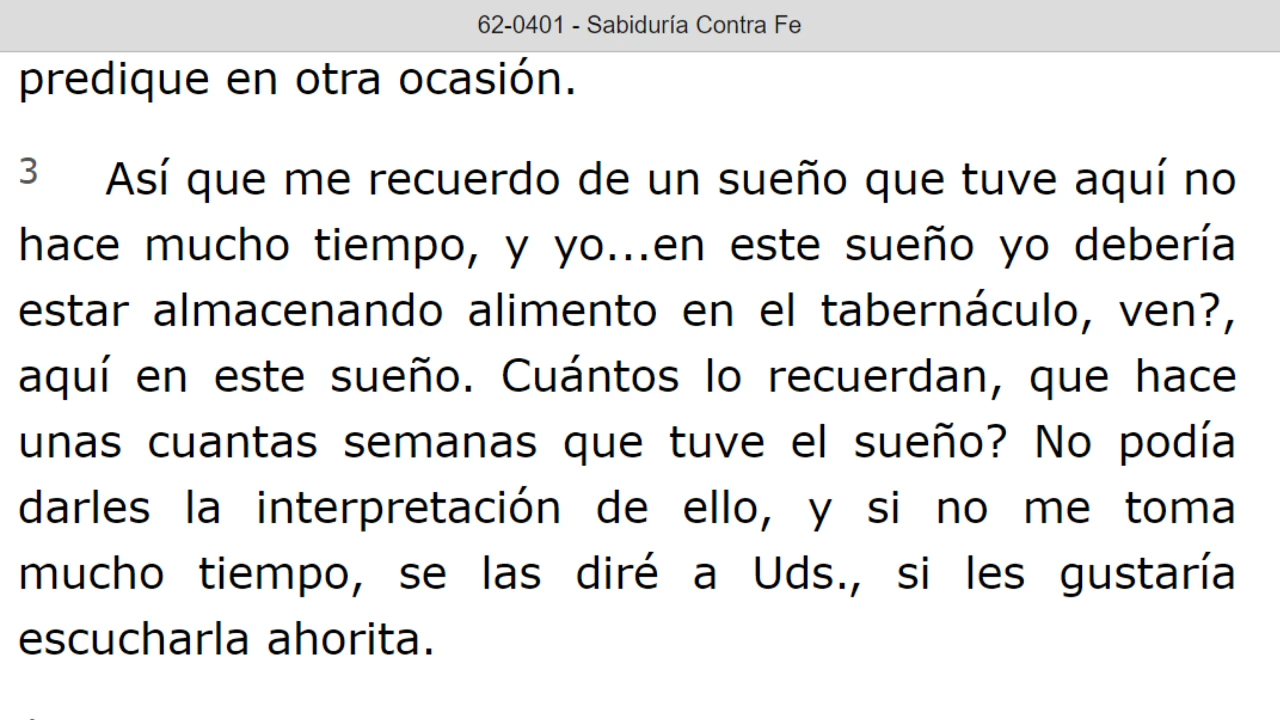 62-0401 - Sabiduría Contra Fe
predique en otra ocasión.
3 Así que me recuerdo de un sueño que tuve aquí no
hace mucho tiempo, y yo...en este sueño yo debería
estar almacenando alimento en el tabernáculo, ven?,
aquí en este sueño. Cuántos lo recuerdan, que hace
unas cuantas semanas que tuve el sueño? No podía
darles la interpretación de ello, y si no me toma
mucho tiempo, se las diré a Uds., si les gustaría
escucharla ahorita.